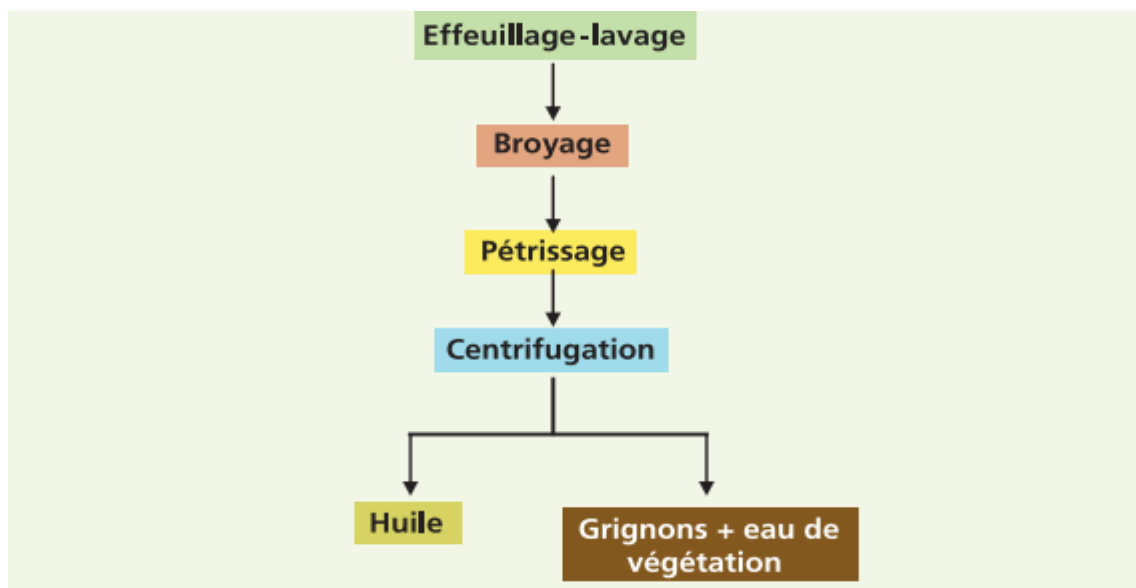 Effeuillage-lavage
Broyage
Pétrissage
Centrifugation
Huile
Grignons + eau de
végétation